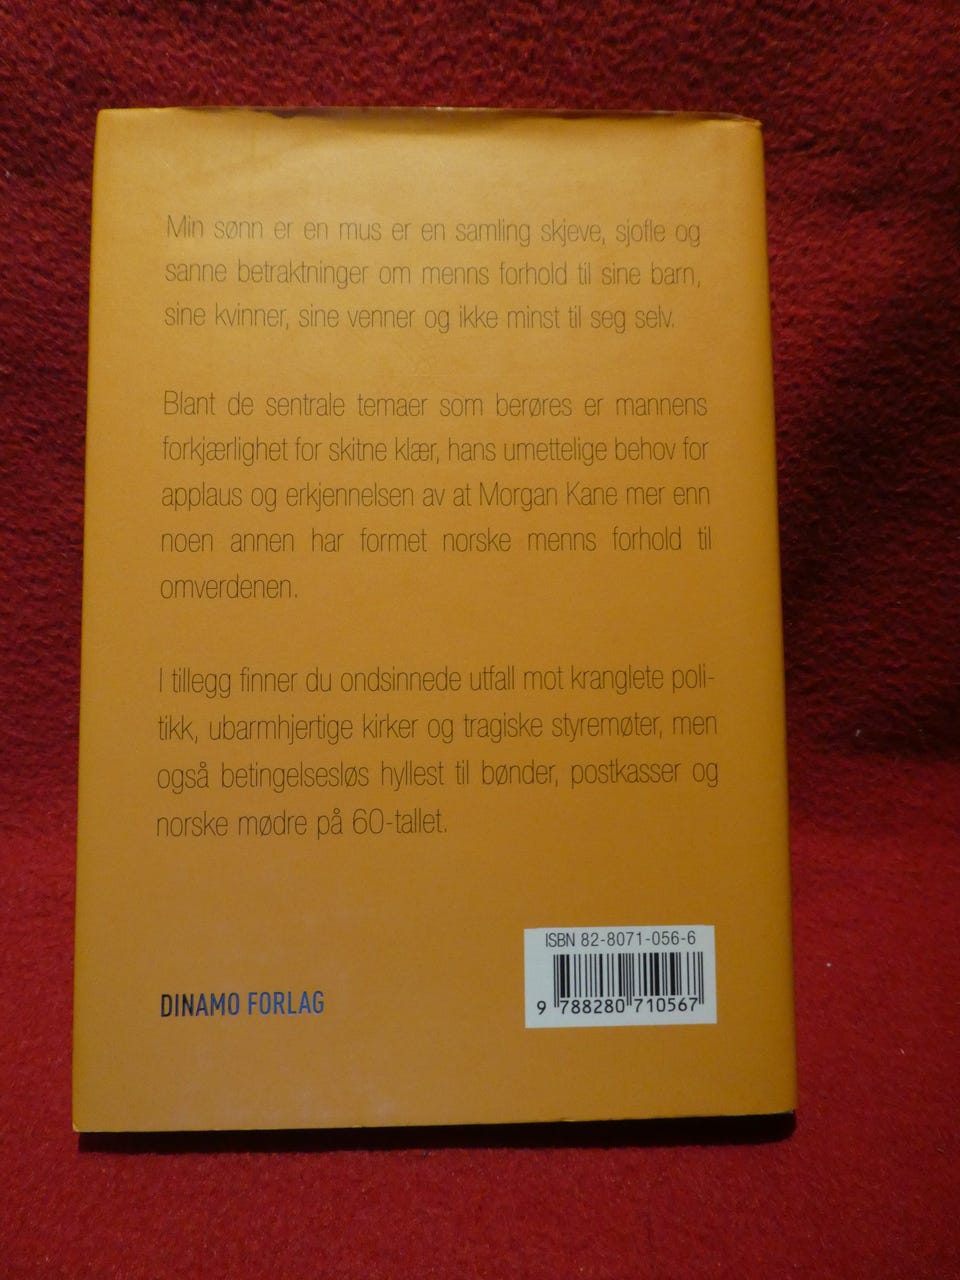 Min sønn er en mus er en samling skjeve, sjofle og
sanne betraktninger om menns forhold til sine barn,
sine kvinner, sine venner og ikke minst til seg selv.
Blant de sentrale temaer som berøres er mannens
forkjærlighet for skitne klær, hans umettelige behov for
applaus og erkjennelsen av at Morgan Kane mer enn
noen annen har formet norske menns forhold til
omverdenen.
I tillegg finner du ondsinnede utfall mot kranglete poli-
tikk, ubarmhjertige kirker og tragiske styremøter, men
også betingelsesløs hyllest til bønder, postkasser og
norske mødre på 60-tallet.
ISBN 82-8071-056-6
9 788280 710567
DINAMO FORLAG